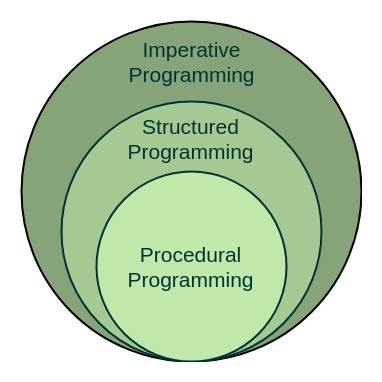 Imperative
Programming
Structured
Programming
Procedural
Programming